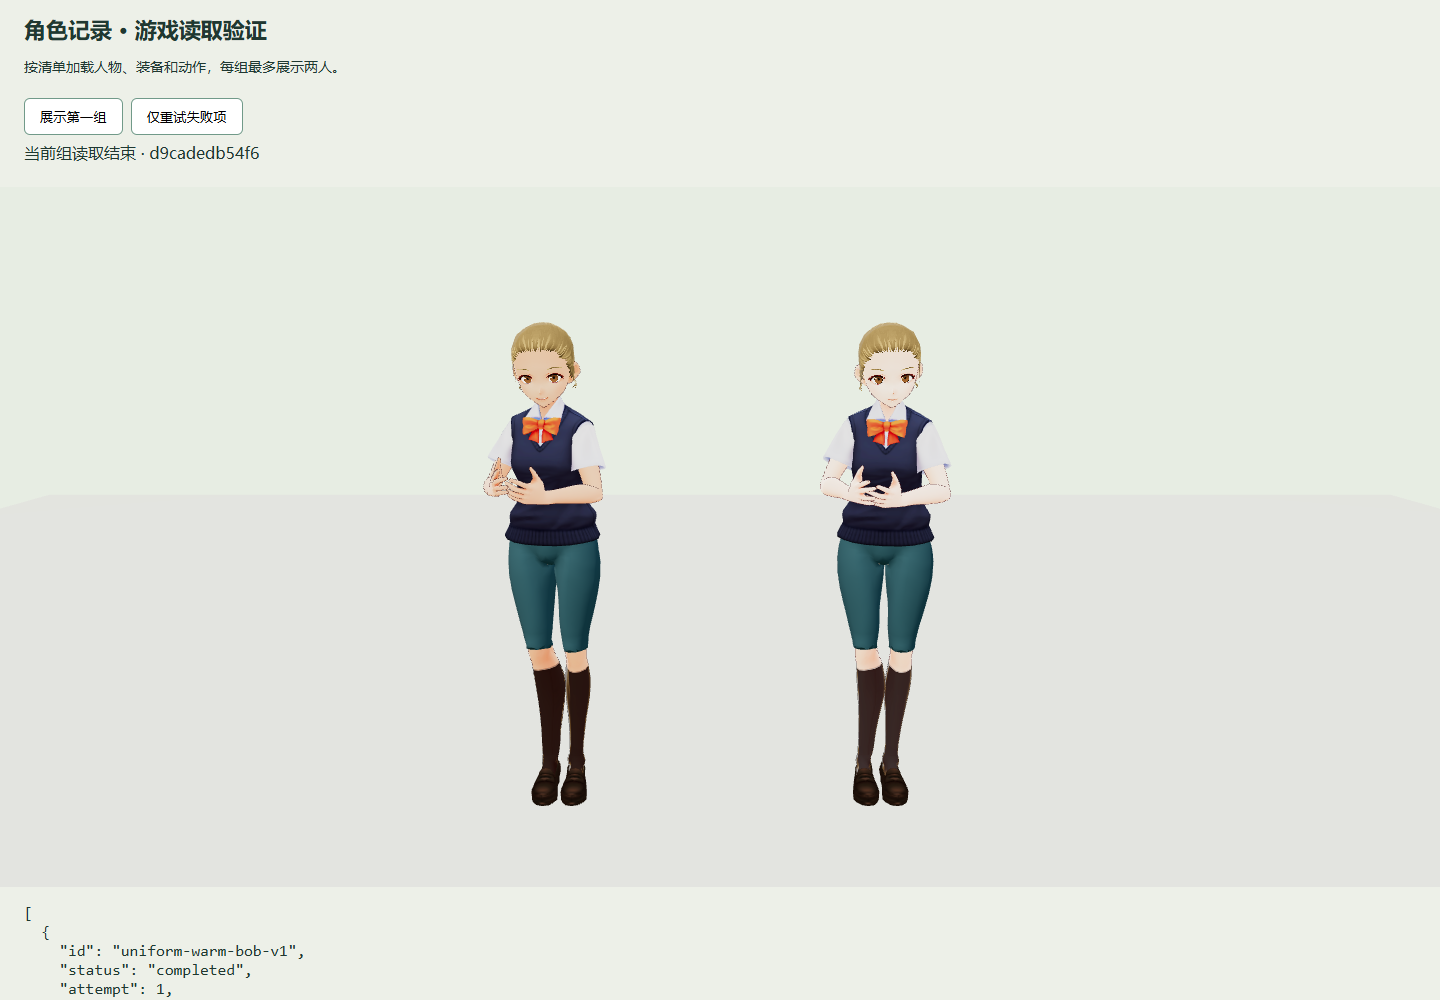 角色记录 • 游戏读取验证
按清单加载人物、装备和动作，每组最多展示两人。
展示第一组
仅重试失败项
当前组读取结束 · d9cadedb54f6
[
{
"id": "uniform-warm-bob-v1",
"status": "completed",
"attempt": 1,